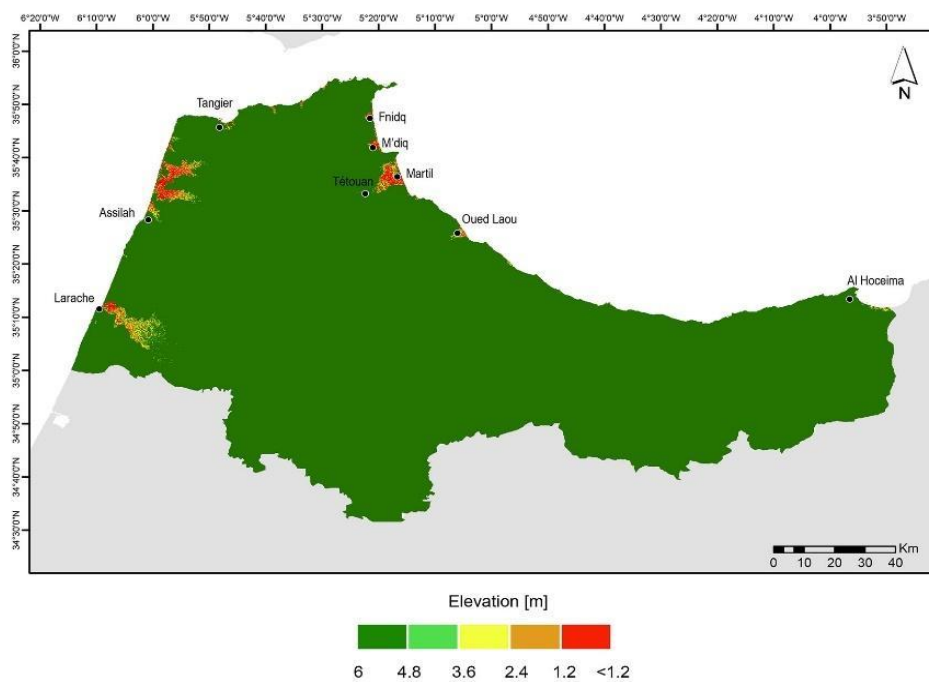 6°20'0"W 6°10'0"W 6°0'0"W 5°50'0"W 5°40'0"W 5°30'0"W 5°20'0"W 5°10'0"W 5°0'0"W 4°50'0"W 4°40'0"W 4°30'0"W 4°20'0"W 4°10'0"W 4°0'0"W 3°50'0"W
36°0'0"N
35°50'0"N
35°40'0"N
35°30'0"N
35°20'0"N
35°10'0"N
35°0'0"N
34°50'0"N
34°40'0"N
34°30'0"N
N
Tangier
Fnidq
M'diq
Martil
Tétouan
Assilah
Oued Laou
Al Hoceima
Larache
Km
0 10 20 30 40
Elevation [m]
6 4.8 3.6 2.4 1.2 <1.2